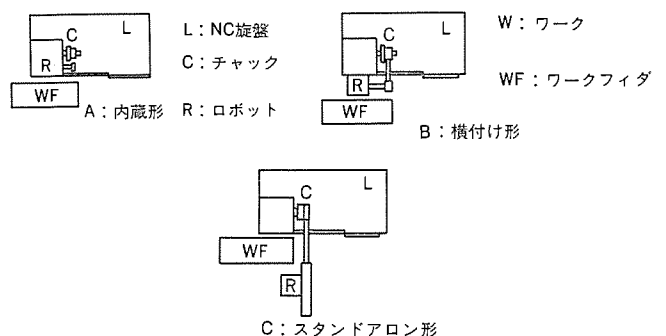 L
C
R
WF
A：内蔵形
L：NC旋盤
C：チャック
R：ロボット
L
C
R
WF
B：横付け形
W：ワーク
WF：ワークフィダ
L
C
WF
R
C：スタンドアロン形